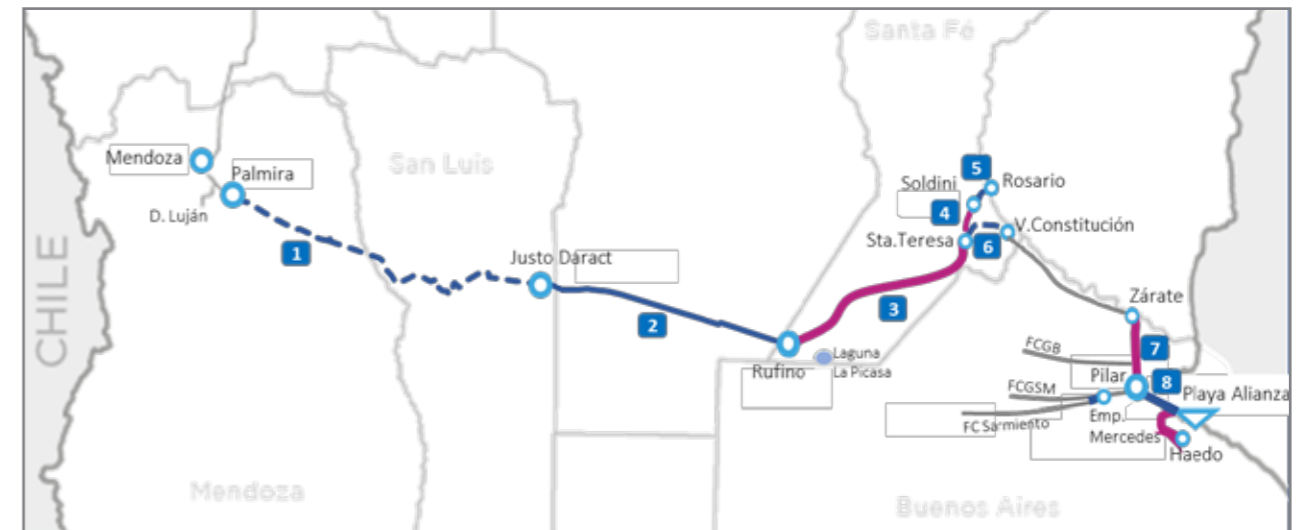 Santa Fé
5
Mendoza
Palmira
San Luis
Soldini
Rosario
D. Luján
4
V.Constitución
Sta.Teresa
6
1
Justo Daract
CHILE
3
Zárate
2
FCGB
7
Laguna
La Picasa
Rufino
Pilar
8
FCGSM
Playa Alianza
Emp.
Mercedes
FC Sarmiento
Haedo
Mendoza
Buenos Aires